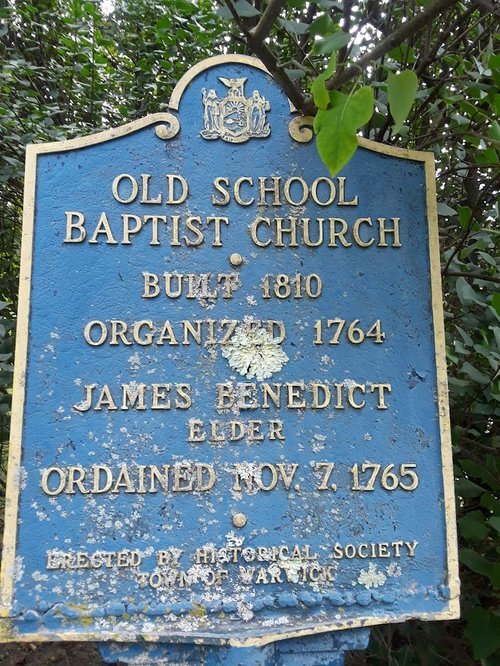 OLD SCHOOL
BAPTIST CHURCH
BUILT 1810
ORGANIZED 1764
JAMES BENEDICT
ELDER
ORDAINED NOV. 7, 1765
ERECTED BY HISTORICAL SOCIETY
TOWN OF WARWICK